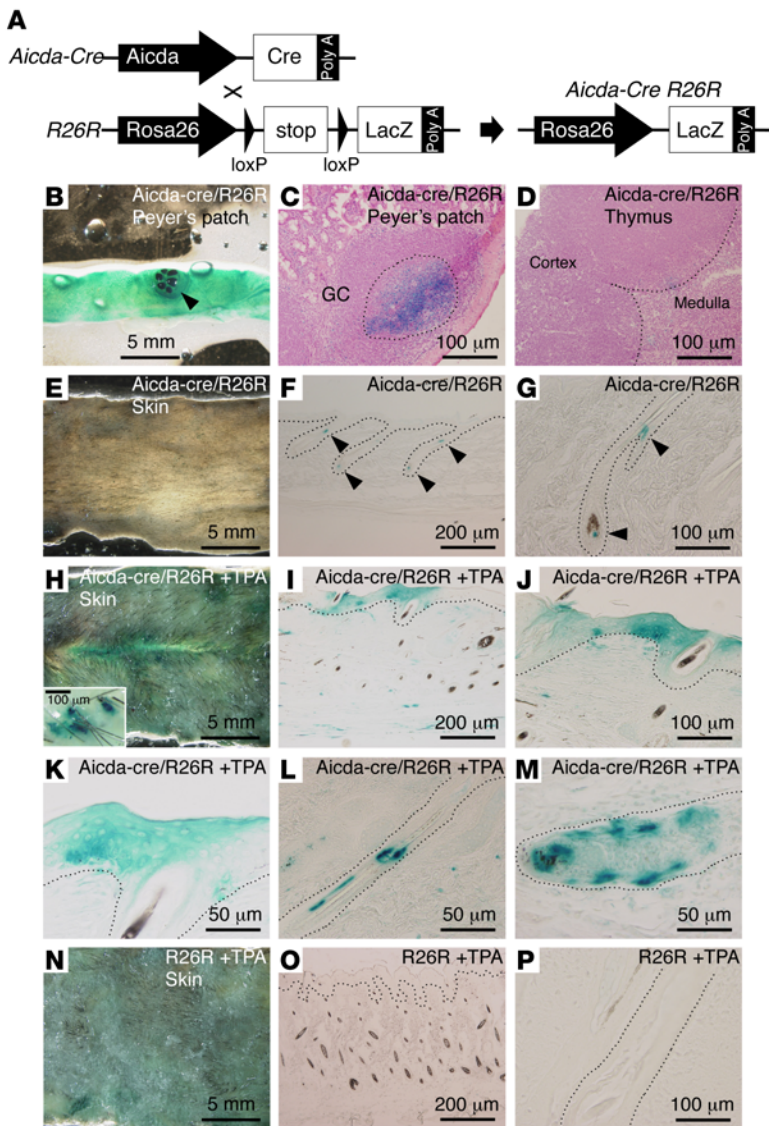 A
Aicda-Cre Aicda Cre Poly A
Aicda-Cre R26R
R26R Rosa26 stop LacZ Poly A Rosa26 LacZ Poly A
loxP loxP
B Aicda-cre/R26R
Peyer's patch
5 mm
C Aicda-cre/R26R
Peyer's patch
GC
100 μm
D Aicda-cre/R26R
Thymus
Cortex
Medulla
100 μm
E Aicda-cre/R26R
Skin
5 mm
F Aicda-cre/R26R
200 μm
G Aicda-cre/R26R
100 μm
H Aicda-cre/R26R +TPA
Skin
100 μm
5 mm
I Aicda-cre/R26R +TPA
200 μm
J Aicda-cre/R26R +TPA
100 μm
K Aicda-cre/R26R +TPA
50 μm
L Aicda-cre/R26R +TPA
50 μm
M Aicda-cre/R26R +TPA
50 μm
N R26R +TPA
Skin
5 mm
O R26R +TPA
200 μm
P R26R +TPA
100 μm